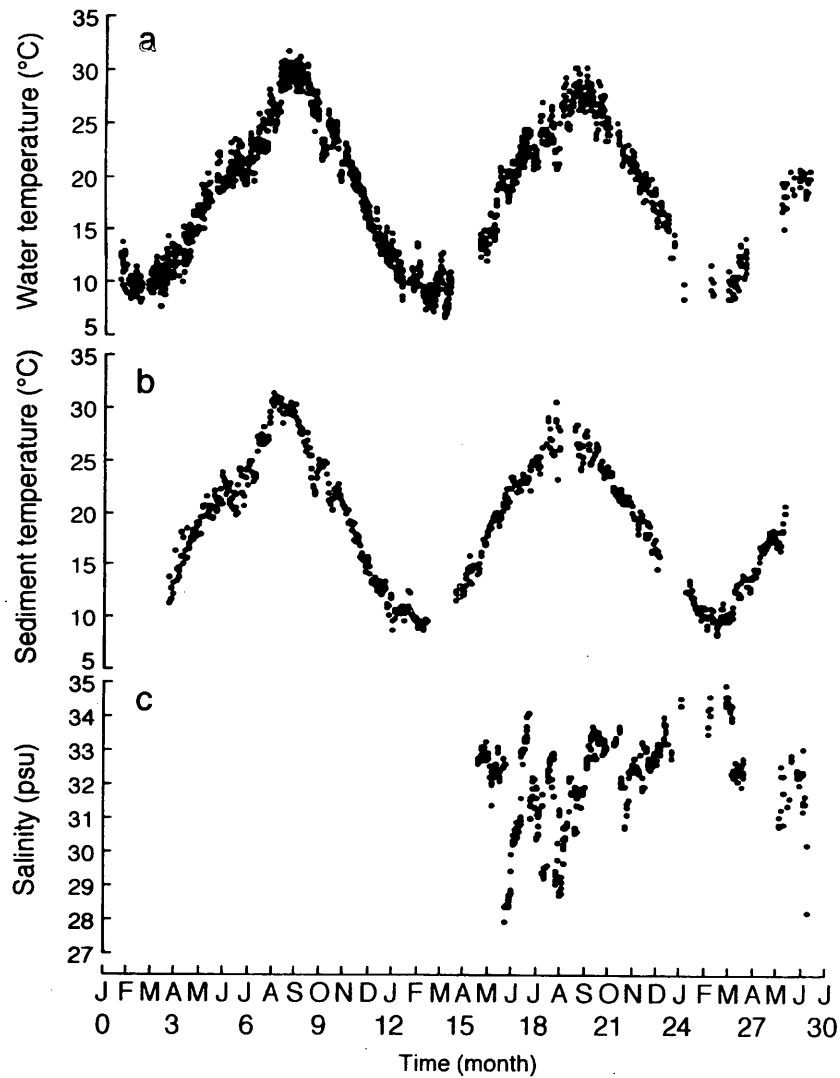 a
Water temperature (°C)
35
30
25
20
15
10
5
b
Sediment temperature (°C)
35
30
25
20
15
10
5
c
Salinity (psu)
35
34
33
32
31
30
29
28
27
J F M A M J J A S O N D J F M A M J J A S O N D J F M A M J J
0 3 6 9 12 15 18 21 24 27 30
Time (month)